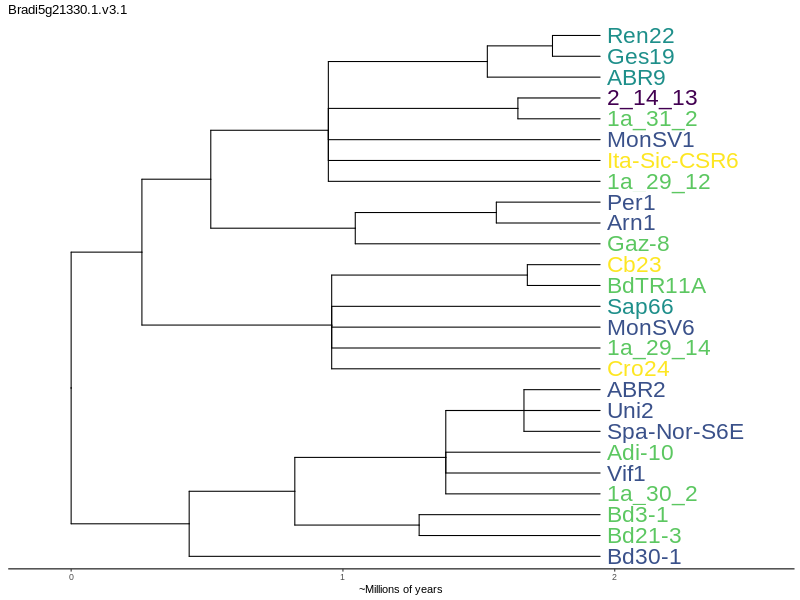 Bradi5g21330.1.v3.1
Ren22
Ges19
ABR9
2_14_13
1a_31_2
MonSV1
Ita-Sic-CSR6
1a_29_12
Per1
Arn1
Gaz-8
Cb23
BdTR11A
Sap66
MonSV6
1a_29_14
Cro24
ABR2
Uni2
Spa-Nor-S6E
Adi-10
Vif1
1a_30_2
Bd3-1
Bd21-3
Bd30-1
0 1 2
~Millions of years